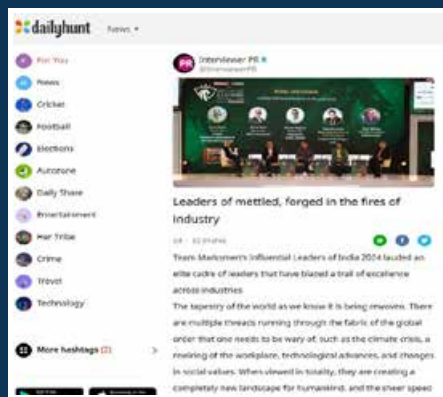 dailyhunt
News
For You
News
Cricket
Football
Elections
Autotune
Daily Share
Entertainment
Her Tribe
Crime
Travel
Technology
More hashtags (2)
Interviewer PR
Leaders of mettled, forged in the fires of
industry
Team Marksmen's Influential Leaders of India 2024 lauded an
elite cadre of leaders that have blazed a trail of excellence
across industries
The tapestry of the world as we know it is being rewoven. There
are multiple threads running through the fabric of the global
order that one needs to be wary of, such as the climate crisis, a
rewiring of the workplace, technological advances, and changes
in social values. When viewed in totality, they are creating a
completely new landscape for humankind, and the sheer speed